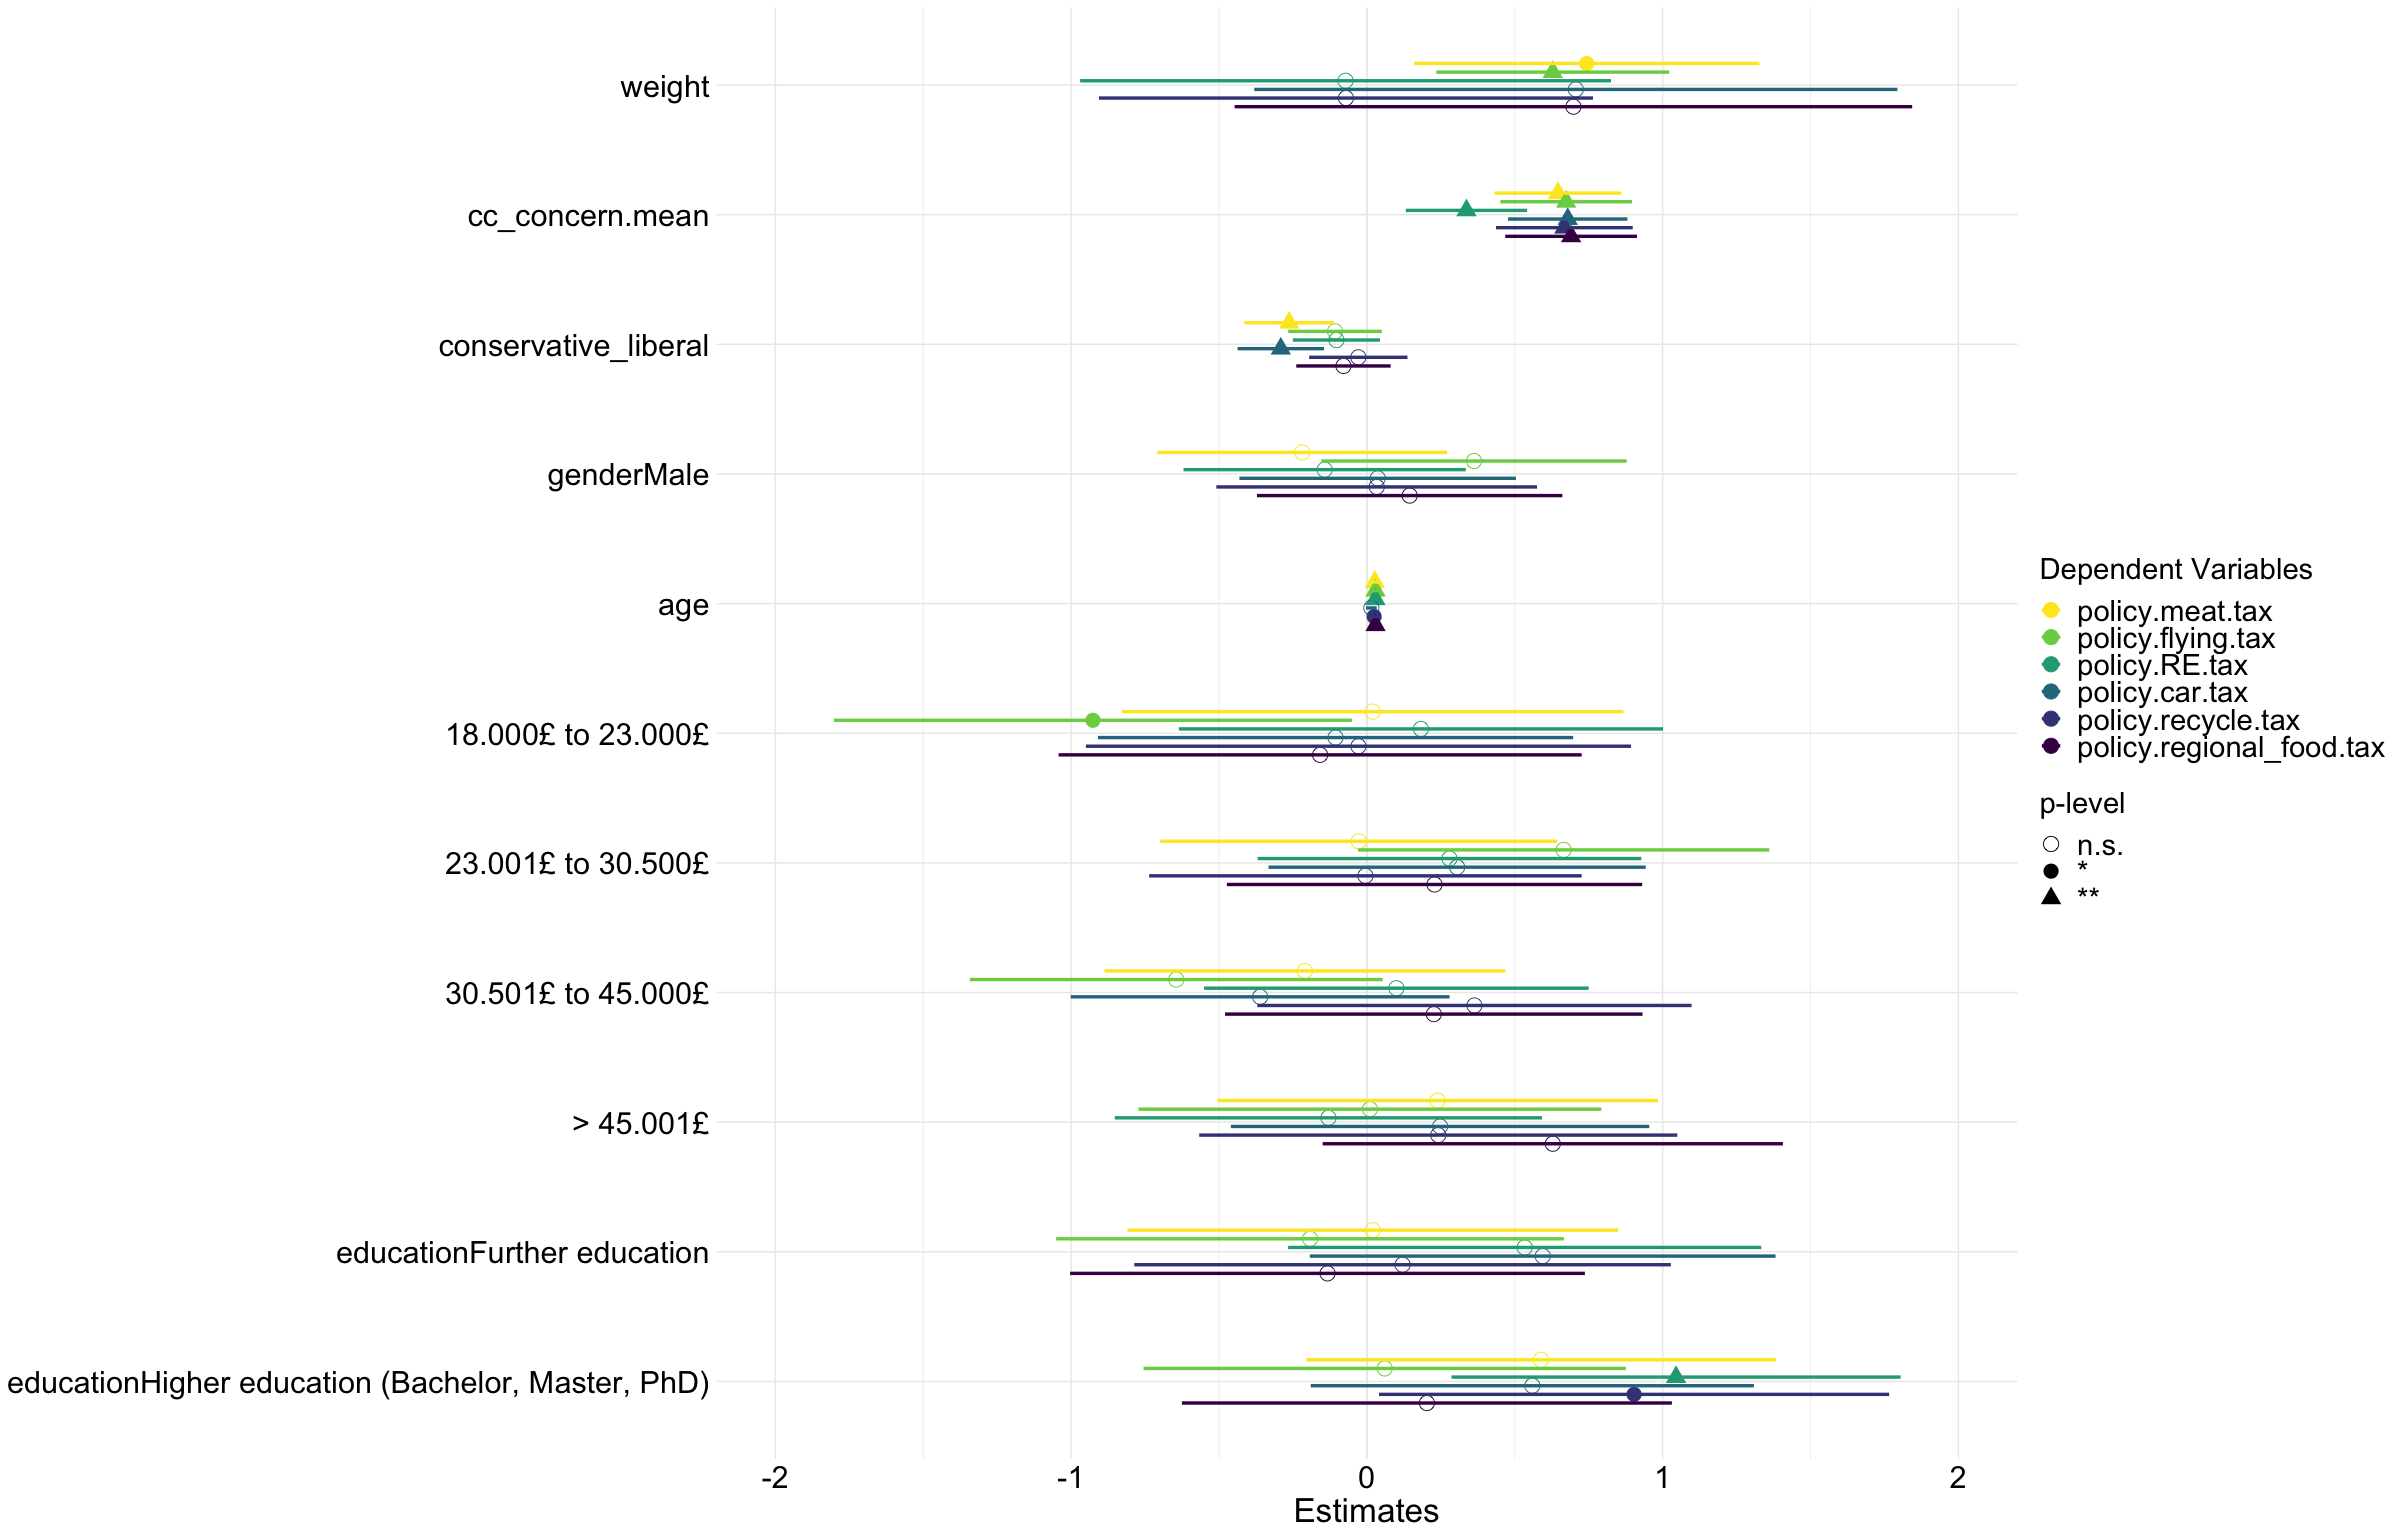 weight
cc_concern.mean
conservative_liberal
genderMale
age
18.000£ to 23.000£
23.001£ to 30.500£
30.501£ to 45.000£
> 45.001£
educationFurther education
educationHigher education (Bachelor, Master, PhD)
-2 -1 0 1 2
Estimates
Dependent Variables
policy.meat.tax
policy.flying.tax
policy.RE.tax
policy.car.tax
policy.recycle.tax
policy.regional_food.tax
p-level
n.s.
*
**